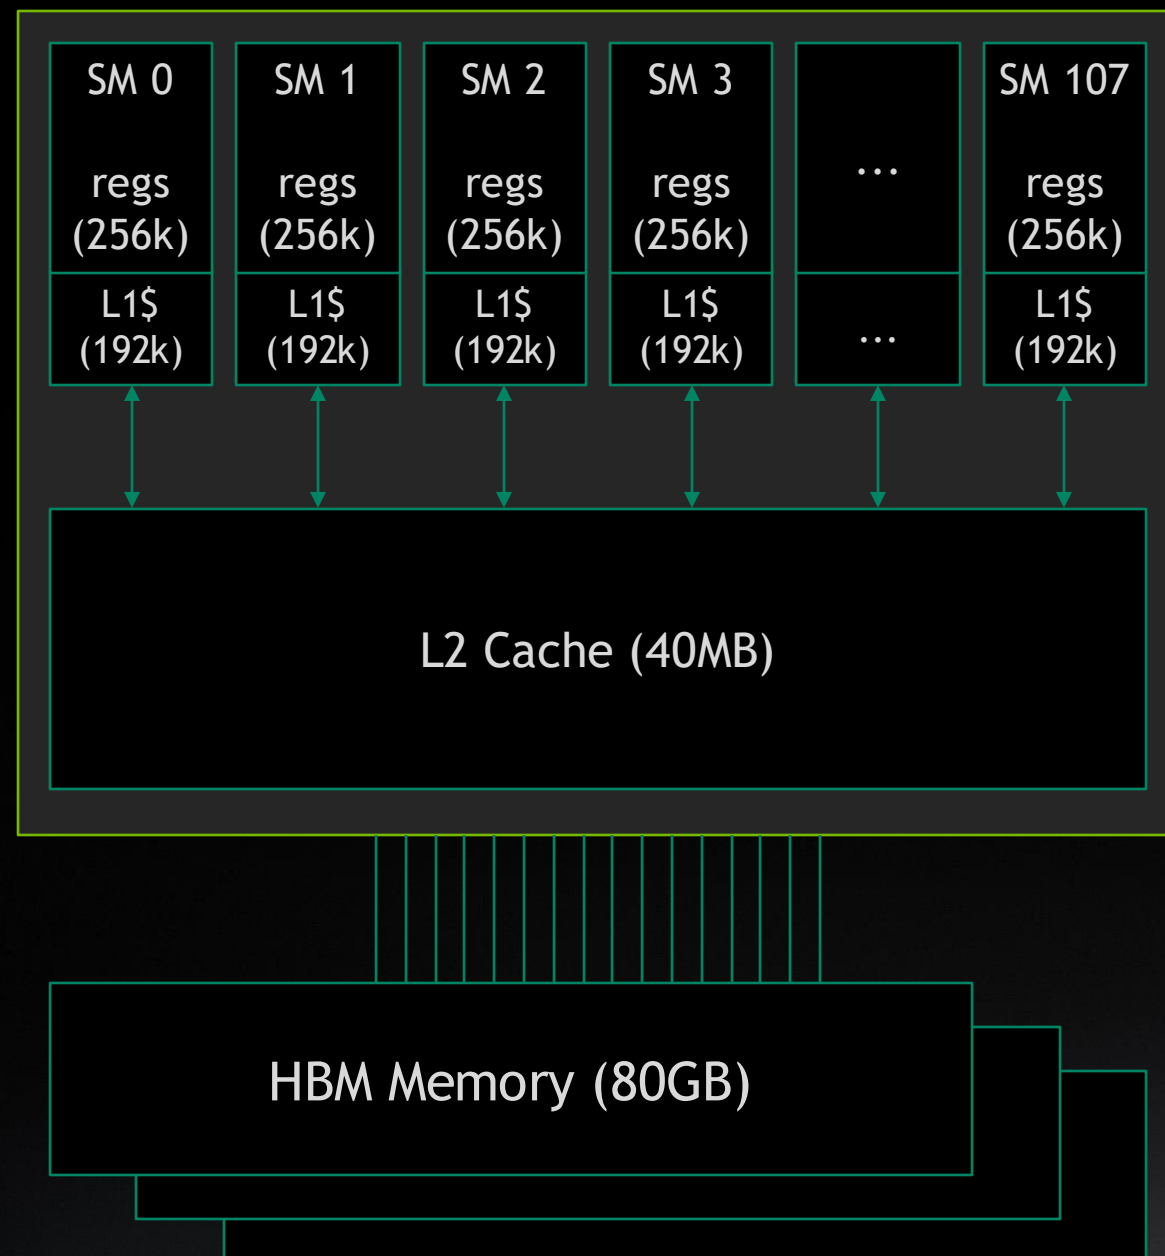 SM 0
regs
(256k)
L1$
(192k)
SM 1
regs
(256k)
L1$
(192k)
SM 2
regs
(256k)
L1$
(192k)
SM 3
regs
(256k)
L1$
(192k)
...
...
SM 107
regs
(256k)
L1$
(192k)
L2 Cache (40MB)
HBM Memory (80GB)